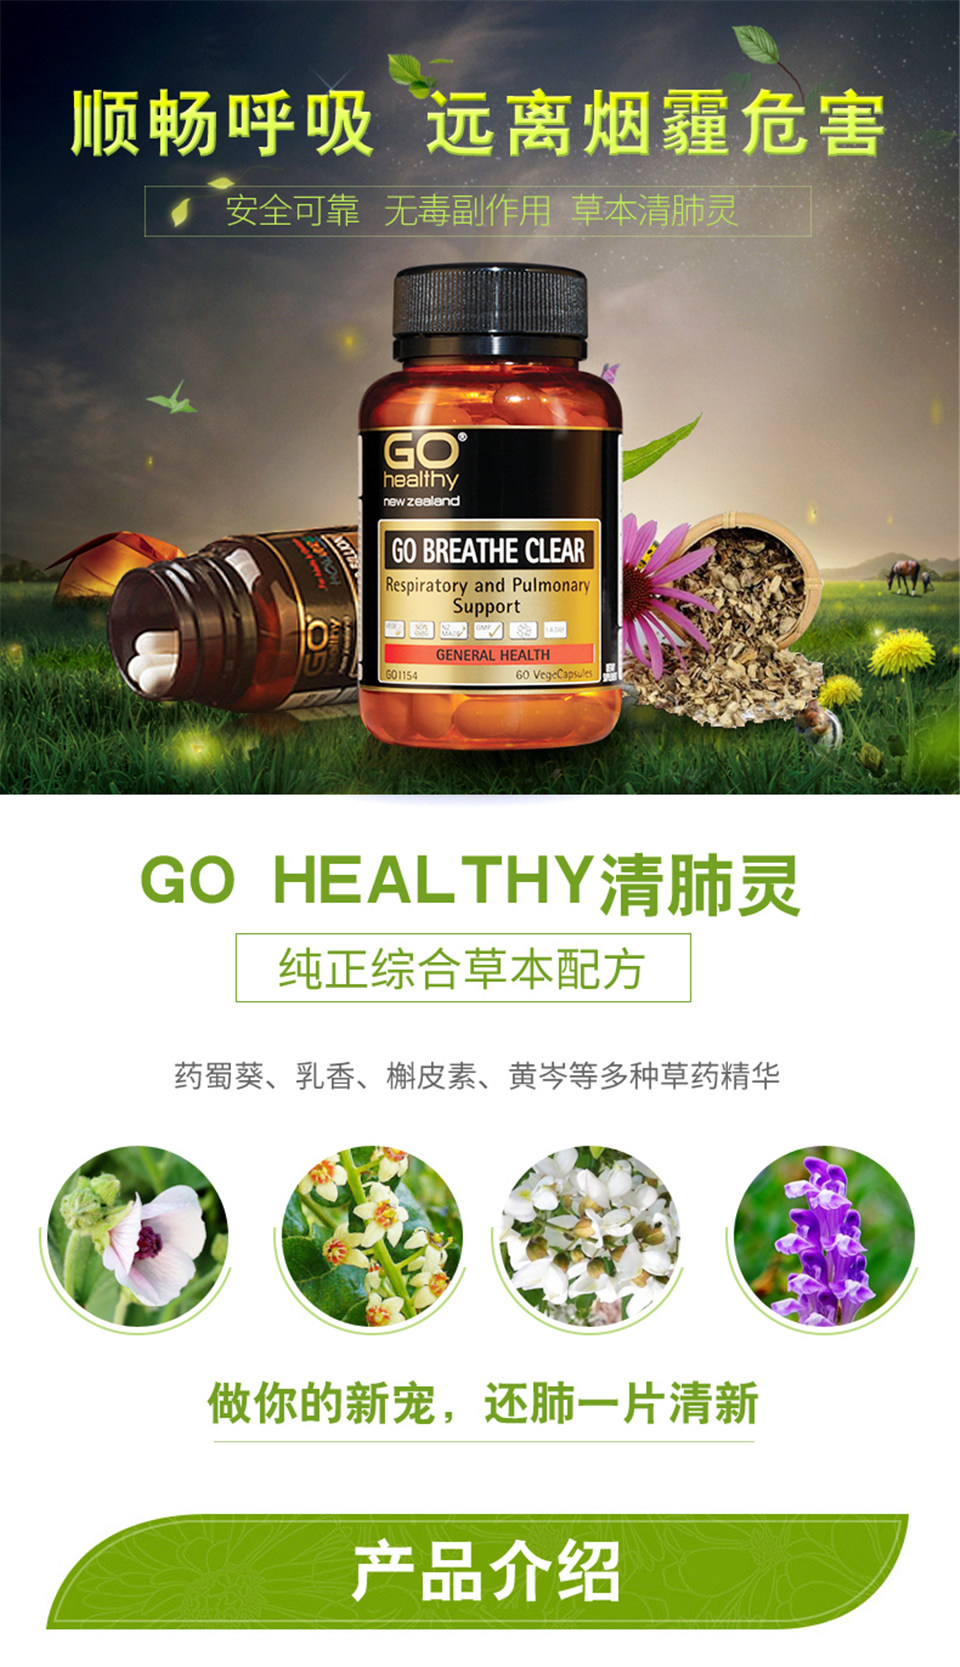 顺畅呼吸 远离烟霾危害
安全可靠 无毒副作用 草本清肺灵
GO®
healthy
new zealand
GO BREATHE CLEAR
Respiratory and Pulmonary
Support
GENERAL HEALTH
GO1154 60 VegeCapsules
GO
healthy
GO HEALTHY清肺灵
纯正综合草本配方
药蜀葵、乳香、槲皮素、黄岑等多种草药精华
做你的新宠，还肺一片清新
产品介绍